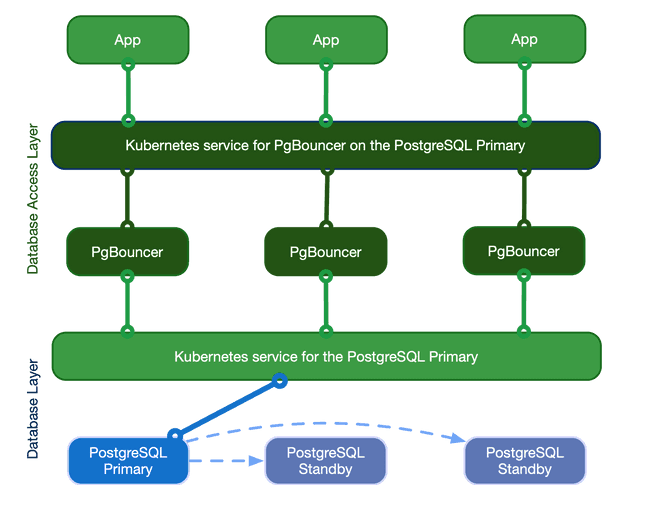 App
App
App
Database Access Layer
Kubernetes service for PgBouncer on the PostgreSQL Primary
PgBouncer
PgBouncer
PgBouncer
Database Layer
Kubernetes service for the PostgreSQL Primary
PostgreSQL
Primary
PostgreSQL
Standby
PostgreSQL
Standby